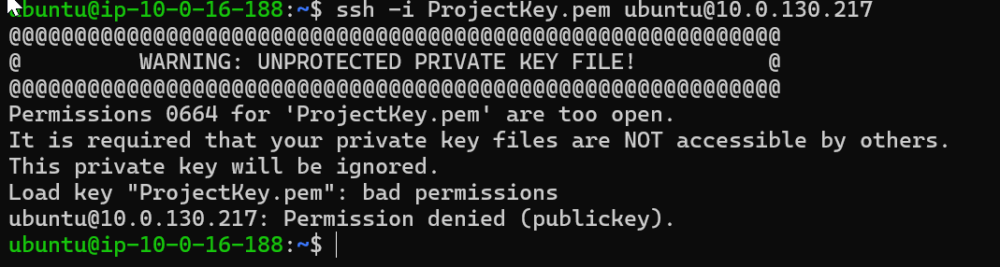 ubuntu@ip-10-0-16-188:~$ ssh -i ProjectKey.pem ubuntu@10.0.130.217
@@@@@@@@@@@@@@@@@@@@@@@@@@@@@@@@@@@@@@@@@@@@@@@@@@@@@@@@@@@
@         WARNING: UNPROTECTED PRIVATE KEY FILE!          @
@@@@@@@@@@@@@@@@@@@@@@@@@@@@@@@@@@@@@@@@@@@@@@@@@@@@@@@@@@@
Permissions 0664 for 'ProjectKey.pem' are too open.
It is required that your private key files are NOT accessible by others.
This private key will be ignored.
Load key "ProjectKey.pem": bad permissions
ubuntu@10.0.130.217: Permission denied (publickey).
ubuntu@ip-10-0-16-188:~$